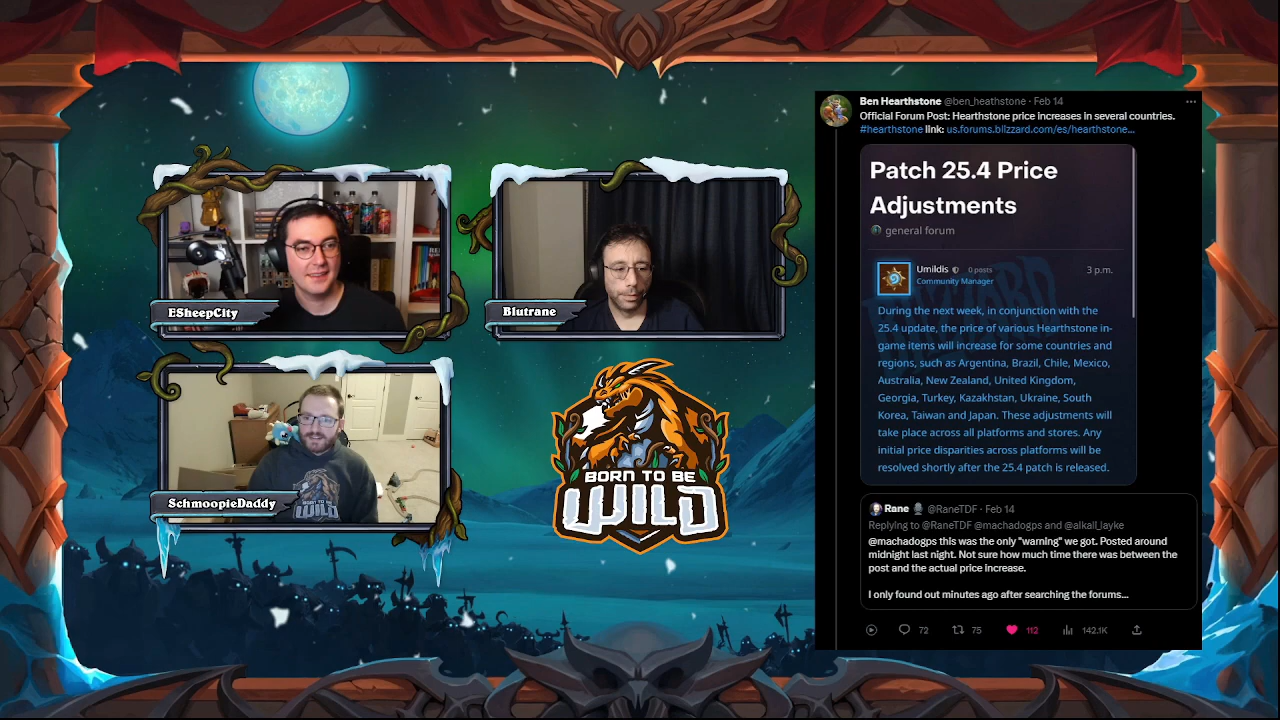 ESheepCity
Blutrane
SchmoopieDaddy
BORN TO BE
WILD
Ben Hearthstone @ben_heathstone · Feb 14
Official Forum Post: Hearthstone price increases in several countries.
#hearthstone link: us.forums.blizzard.com/es/hearthstone...
Patch 25.4 Price
Adjustments
general forum
Umildis 0 posts 3 p.m.
Community Manager
During the next week, in conjunction with the
25.4 update, the price of various Hearthstone in-
game items will increase for some countries and
regions, such as Argentina, Brazil, Chile, Mexico,
Australia, New Zealand, United Kingdom,
Georgia, Turkey, Kazakhstan, Ukraine, South
Korea, Taiwan and Japan. These adjustments will
take place across all platforms and stores. Any
initial price disparities across platforms will be
resolved shortly after the 25.4 patch is released.
Rane @RaneTDF · Feb 14
Replying to @RaneTDF @machadogps and @alkali_layke
@machadogps this was the only "warning" we got. Posted around
midnight last night. Not sure how much time there was between the
post and the actual price increase.
I only found out minutes ago after searching the forums...
72 75 112 142.1K